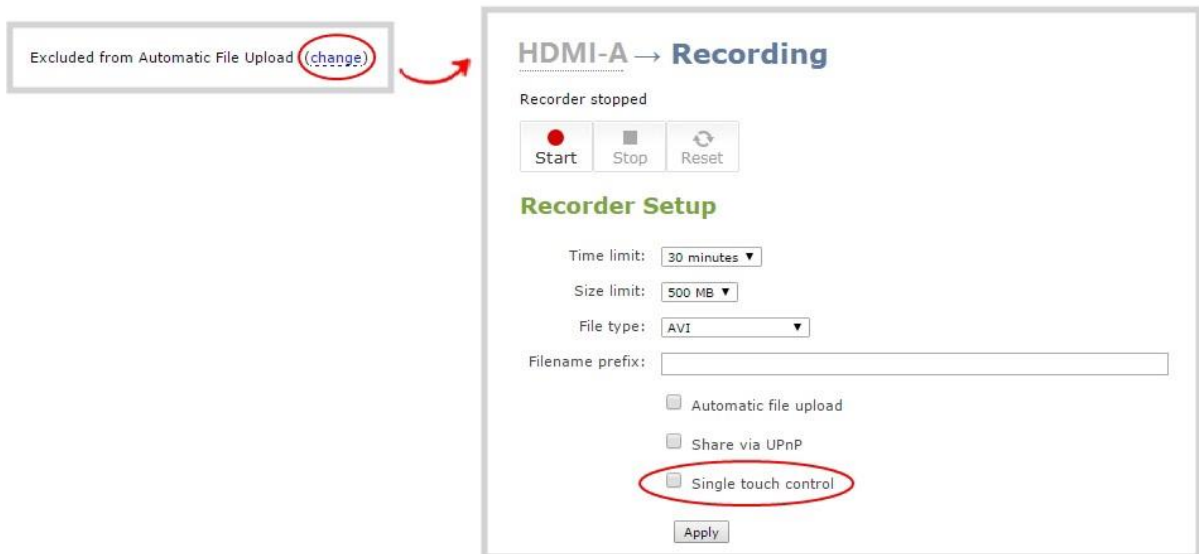 Excluded from Automatic File Upload (change)
HDMI-A → Recording
Recorder stopped
Start Stop Reset
Recorder Setup
Time limit: 30 minutes ▼
Size limit: 500 MB ▼
File type: AVI ▼
Filename prefix:
Automatic file upload
Share via UPnP
Single touch control
Apply